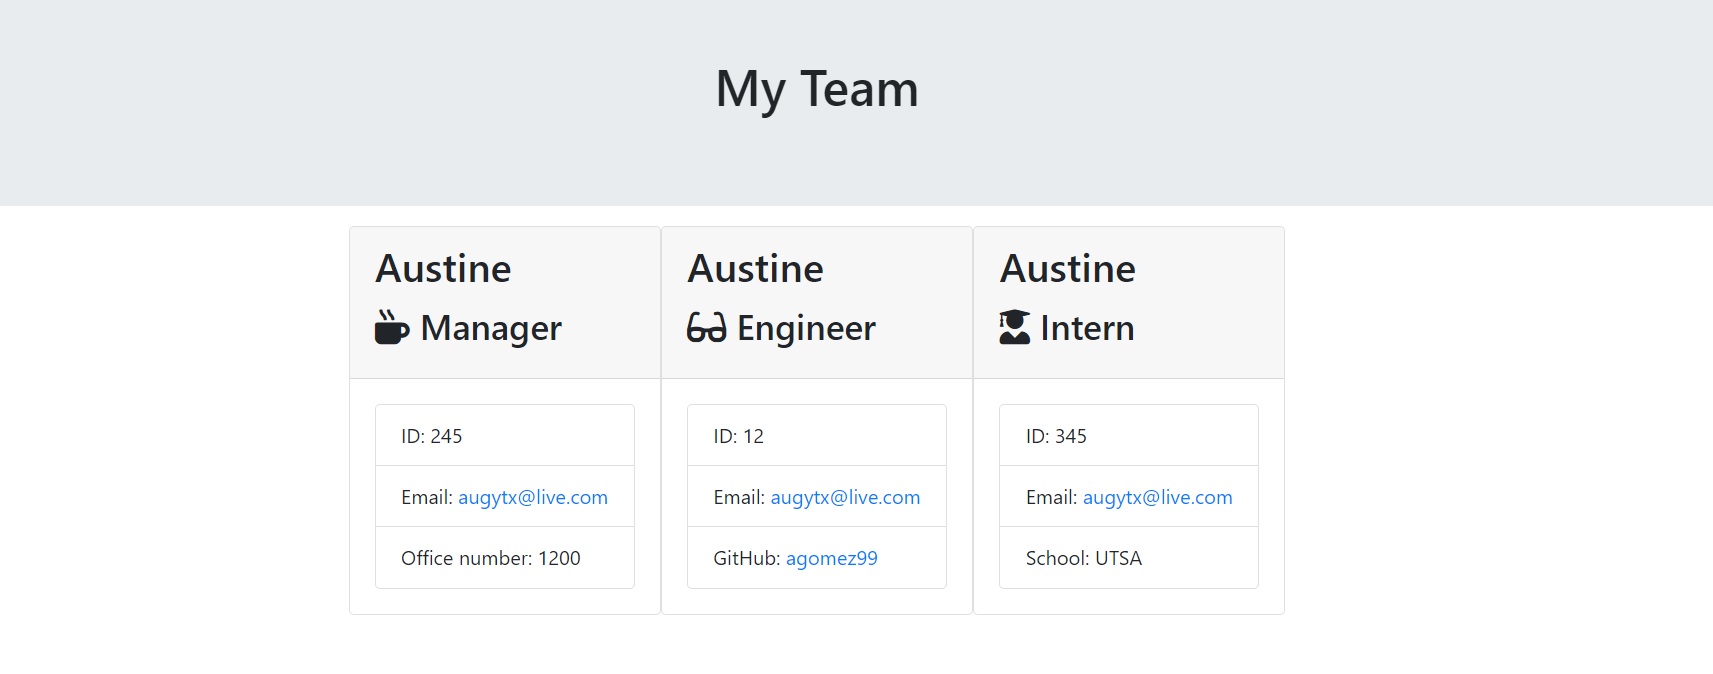 My Team
Austine
Manager
ID: 245
Email: augytx@live.com
Office number: 1200
Austine
Engineer
ID: 12
Email: augytx@live.com
GitHub: agomez99
Austine
Intern
ID: 345
Email: augytx@live.com
School: UTSA